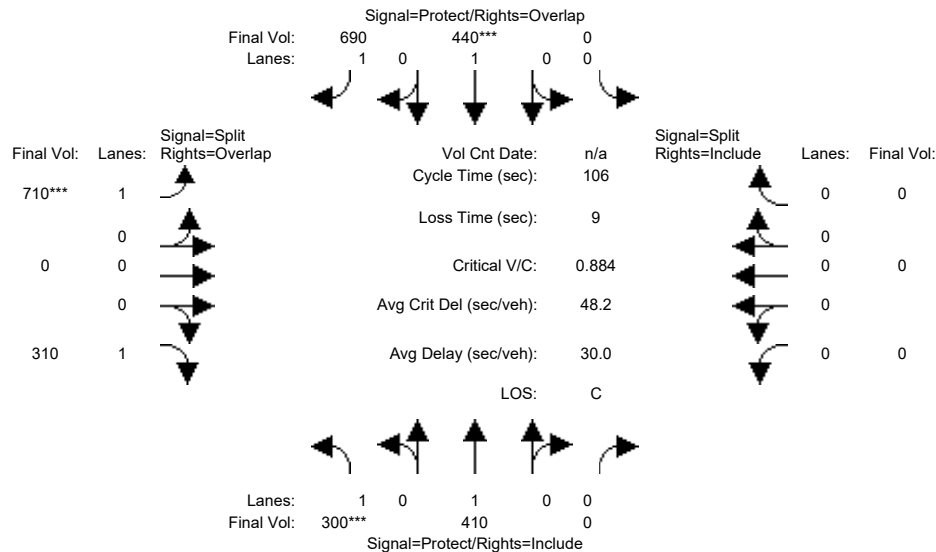 Signal=Protect/Rights=Overlap
Final Vol: 690 440*** 0
Lanes: 1 0 1 0 0
Signal=Split
Final Vol: Lanes: Rights=Overlap
Vol Cnt Date: n/a
Signal=Split
Rights=Include Lanes: Final Vol:
Cycle Time (sec): 106
710*** 1 0 0
Loss Time (sec): 9
0 0
0 0 Critical V/C: 0.884 0 0
0 Avg Crit Del (sec/veh): 48.2 0
310 1 Avg Delay (sec/veh): 30.0 0 0
LOS: C
Lanes: 1 0 1 0 0
Final Vol: 300*** 410 0
Signal=Protect/Rights=Include